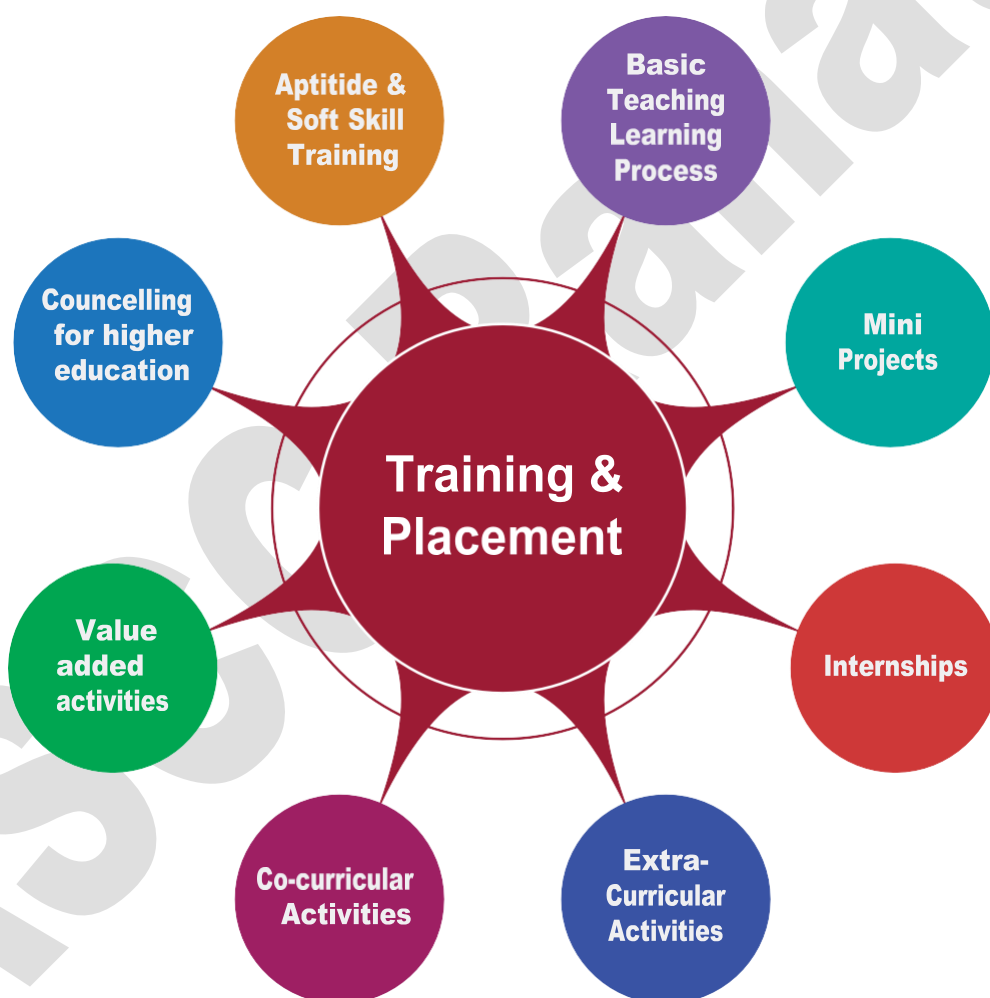 Aptitide &
Soft Skill
Training
Basic
Teaching
Learning
Process
Councelling
for higher
education
Mini
Projects
Training &
Placement
Value
added
activities
Internships
Co-curricular
Activities
Extra-
Curricular
Activities